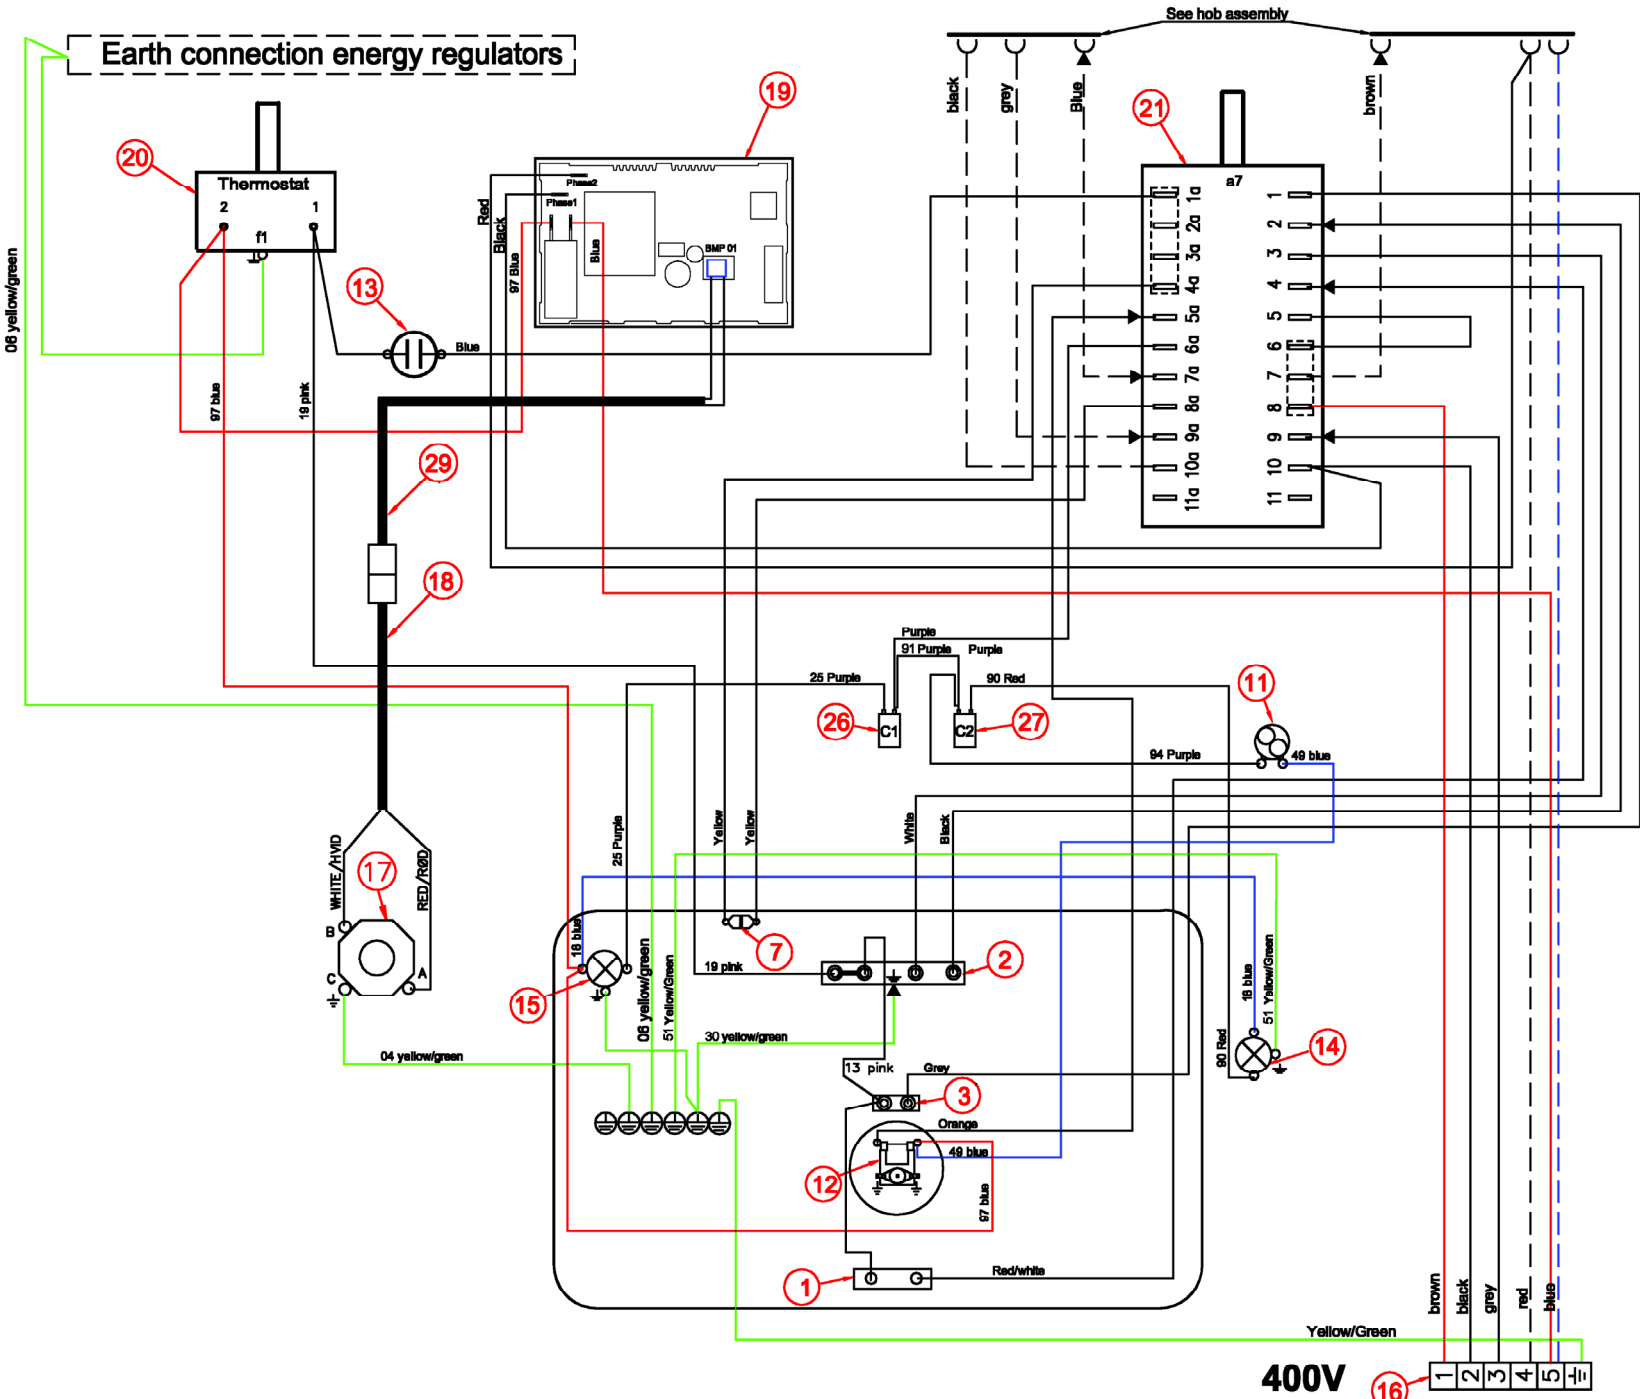 See hob assembly
Earth connection energy regulators
black
grey
Blue
brown
19
21
20
Thermostat
2
1
f1
Phase2
Phase1
Red
Black
97 Blue
Blue
BMP 01
a7
1a
2a
3a
4a
5a
6a
7a
8a
9a
10a
11a
1
2
3
4
5
6
7
8
9
10
11
06 yellow/green
13
Blue
97 blue
19 pink
29
18
Purple
91 Purple
Purple
25 Purple
90 Red
26
C1
C2
27
11
94 Purple
49 blue
25 Purple
Yellow
Yellow
White
Black
WHITE/HVID
17
RED/RØD
B
C
A
18 blue
7
19 pink
2
15
06 yellow/green
51 Yellow/Green
30 yellow/green
04 yellow/green
13 pink
Grey
3
Orange
49 blue
12
97 blue
18 blue
51 Yellow/Green
90 Red
14
1
Red/white
brown
black
grey
red
blue
Yellow/Green
400V
16
1
2
3
4
5